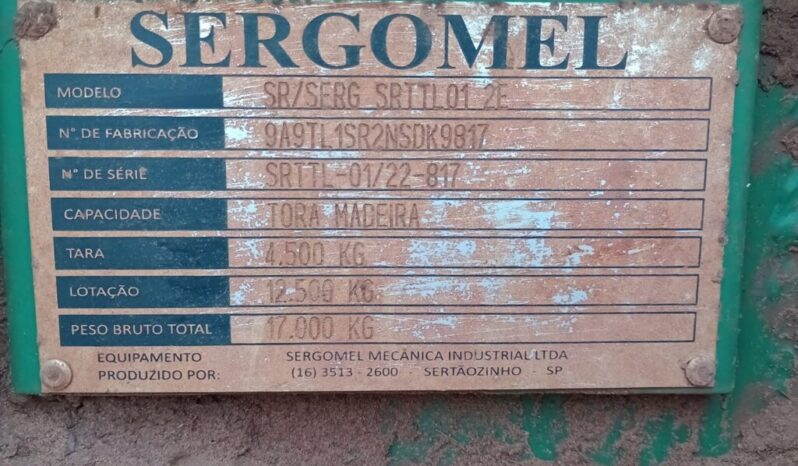 SERGOMEL
MODELO SR/SERG SRTTL01 2E
N° DE FABRICAÇÃO 9A9TL1SR2NSDK9817
N° DE SÉRIE SRTTL-01/22-817
CAPACIDADE TORA MADEIRA
TARA 4.500 KG
LOTAÇÃO 12.500 KG
PESO BRUTO TOTAL 17.000 KG
EQUIPAMENTO SERGOMEL MECÂNICA INDUSTRIAL LTDA
PRODUZIDO POR: (16) 3513 - 2600 - SERTÃOZINHO - SP